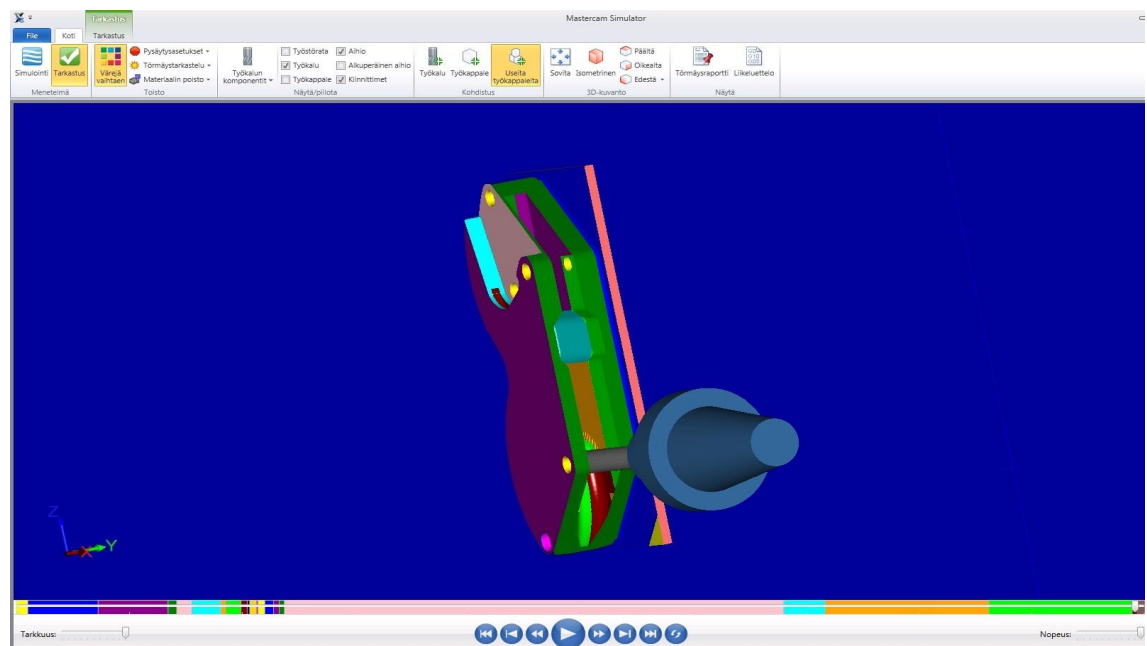 Tarkastus
Mastercam Simulator
File
Koti
Tarkastus
Simulointi
Tarkastus
Menetelmä
Värejä vaihtaen
Pysäytysasetukset
Törmäystarkastelu
Materiaalin poisto
Toisto
Työkalun komponentit
Työstörata
Työkalu
Työkappale
Aihio
Alkuperäinen aihio
Kiinnittimet
Näytä/piilota
Työkalu
Työkappale
Useita työkappaleita
Kohdistus
Sovita
Isometrinen
Päältä
Oikealta
Edestä
3D-kuvanto
Törmäysraportti
Liikeluettelo
Näytä
Z
X
Y
Tarkkuus:
Nopeus: